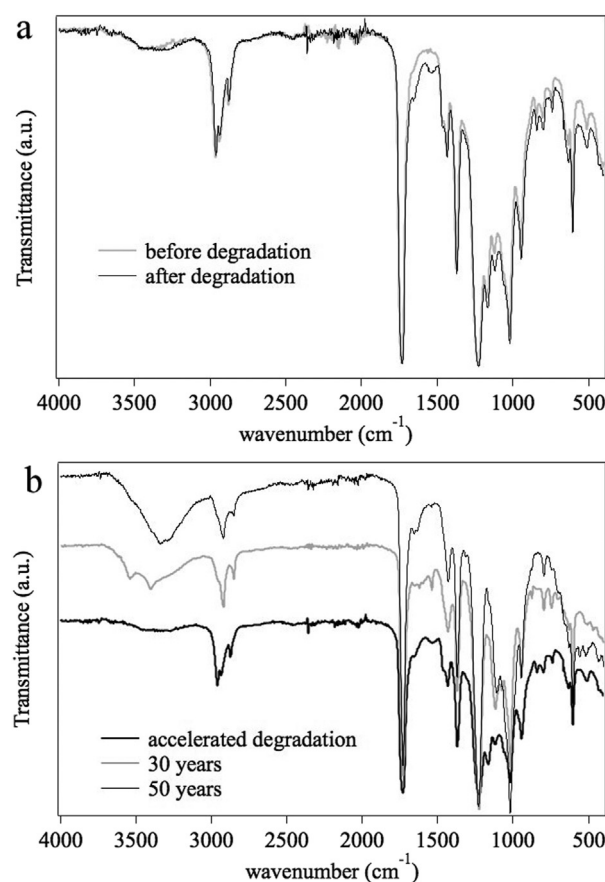 a
Transmittance (a.u.)
before degradation
after degradation
4000 3500 3000 2500 2000 1500 1000 500
wavenumber (cm⁻¹)
b
Transmittance (a.u.)
accelerated degradation
30 years
50 years
4000 3500 3000 2500 2000 1500 1000 500
wavenumber (cm⁻¹)